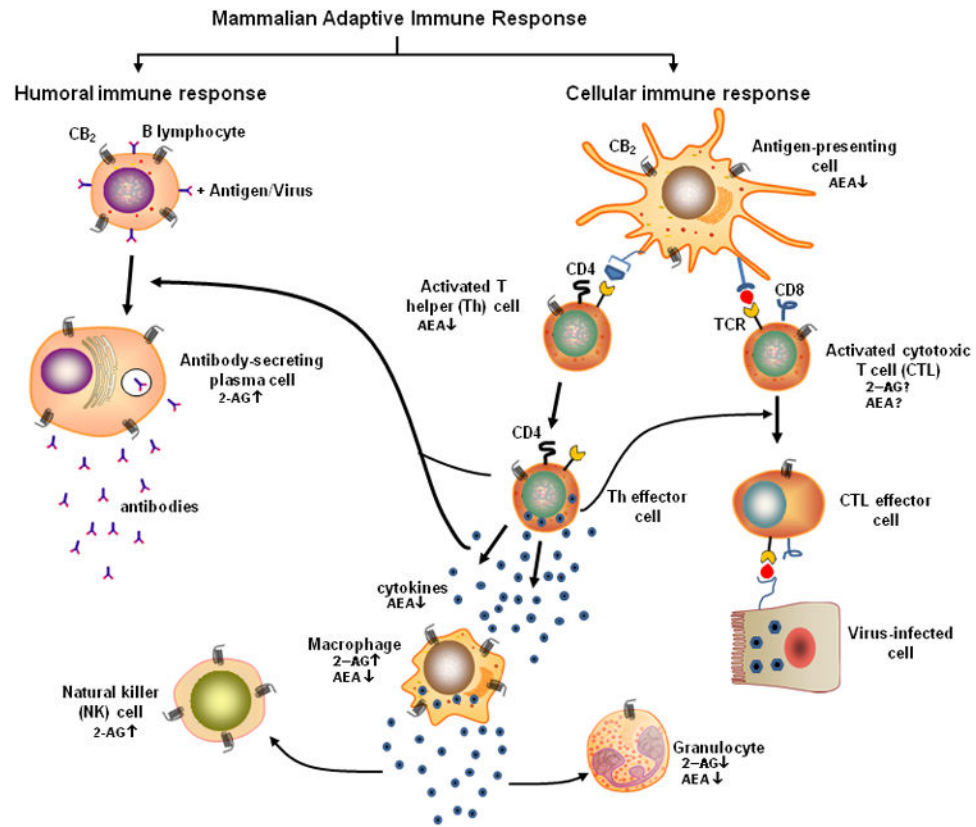 Mammalian Adaptive Immune Response
Humoral immune response
CB2
B lymphocyte
+ Antigen/Virus
Antibody-secreting
plasma cell
2-AG↑
antibodies
Cellular immune response
CB2
Antigen-presenting
cell
AEA↓
CD4
Activated T
helper (Th) cell
AEA↓
CD8
TCR
Activated cytotoxic
T cell (CTL)
2–AG?
AEA?
CD4
Th effector
cell
CTL effector
cell
cytokines
AEA↓
Macrophage
2–AG↑
AEA↓
Virus-infected
cell
Natural killer
(NK) cell
2-AG↑
Granulocyte
2–AG↓
AEA↓